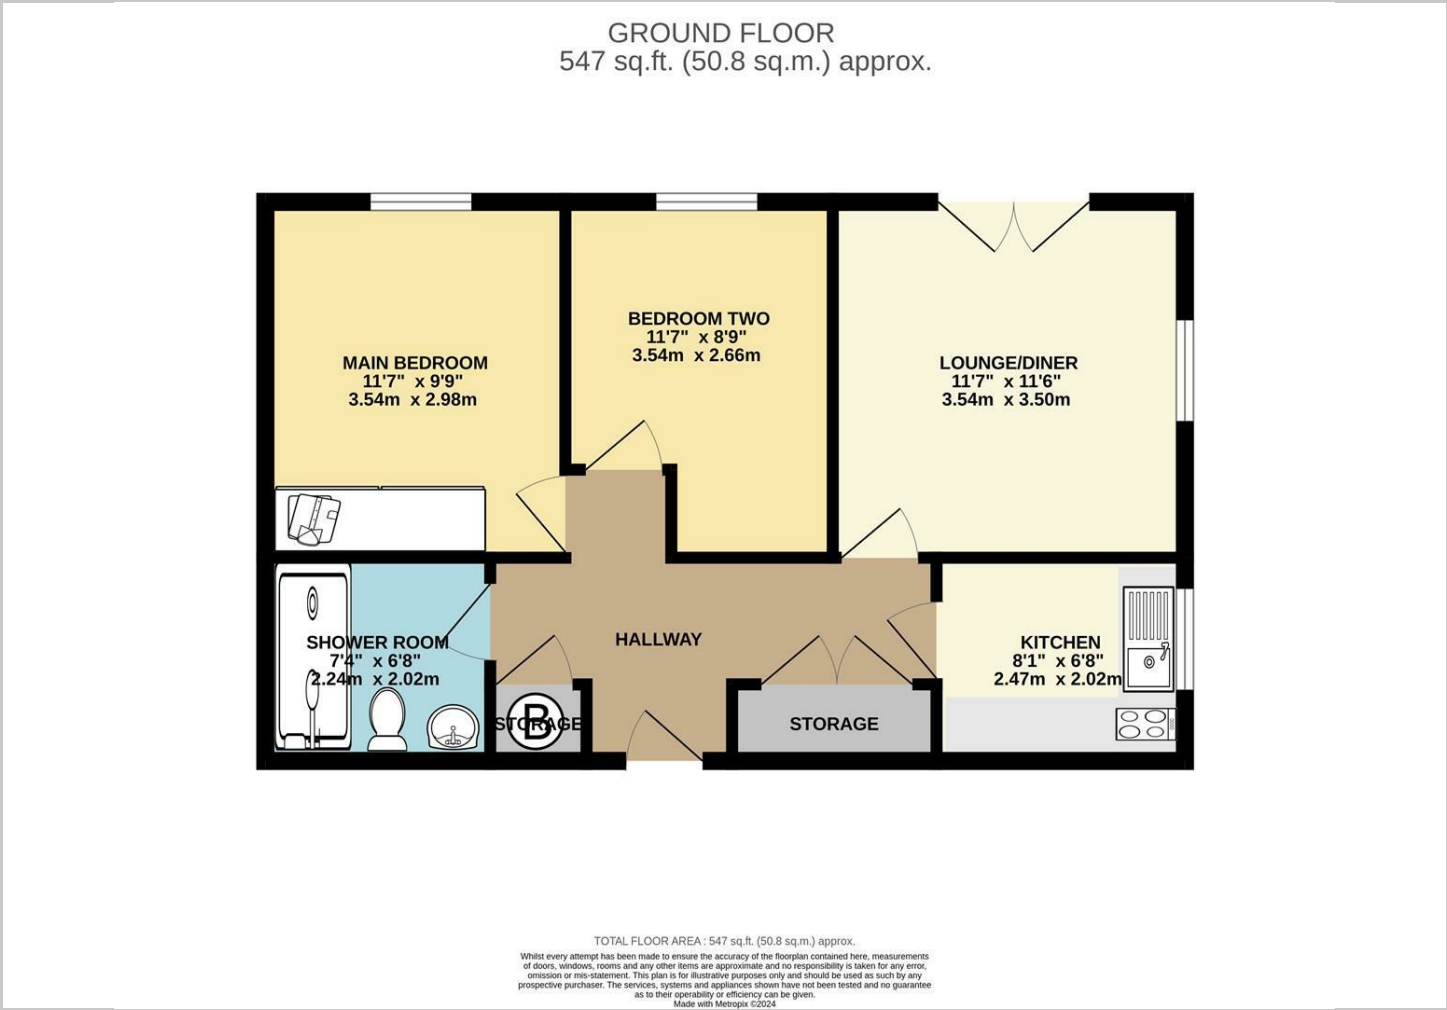 GROUND FLOOR
547 sq.ft. (50.8 sq.m.) approx.
BEDROOM TWO
11'7" x 8'9"
3.54m x 2.66m
MAIN BEDROOM
11'7" x 9'9"
3.54m x 2.98m
LOUNGE/DINER
11'7" x 11'6"
3.54m x 3.50m
SHOWER ROOM
7'4" x 6'8"
2.24m x 2.02m
HALLWAY
KITCHEN
8'1" x 6'8"
2.47m x 2.02m
STORAGE
B
STORAGE
TOTAL FLOOR AREA : 547 sq.ft. (50.8 sq.m.) approx.
Whilst every attempt has been made to ensure the accuracy of the floorplan contained here, measurements
of doors, windows, rooms and any other items are approximate and no responsibility is taken for any error,
omission or mis-statement. This plan is for illustrative purposes only and should be used as such by any
prospective purchaser. The services, systems and appliances shown have not been tested and no guarantee
as to their operability or efficiency can be given.
Made with Metropix ©2024